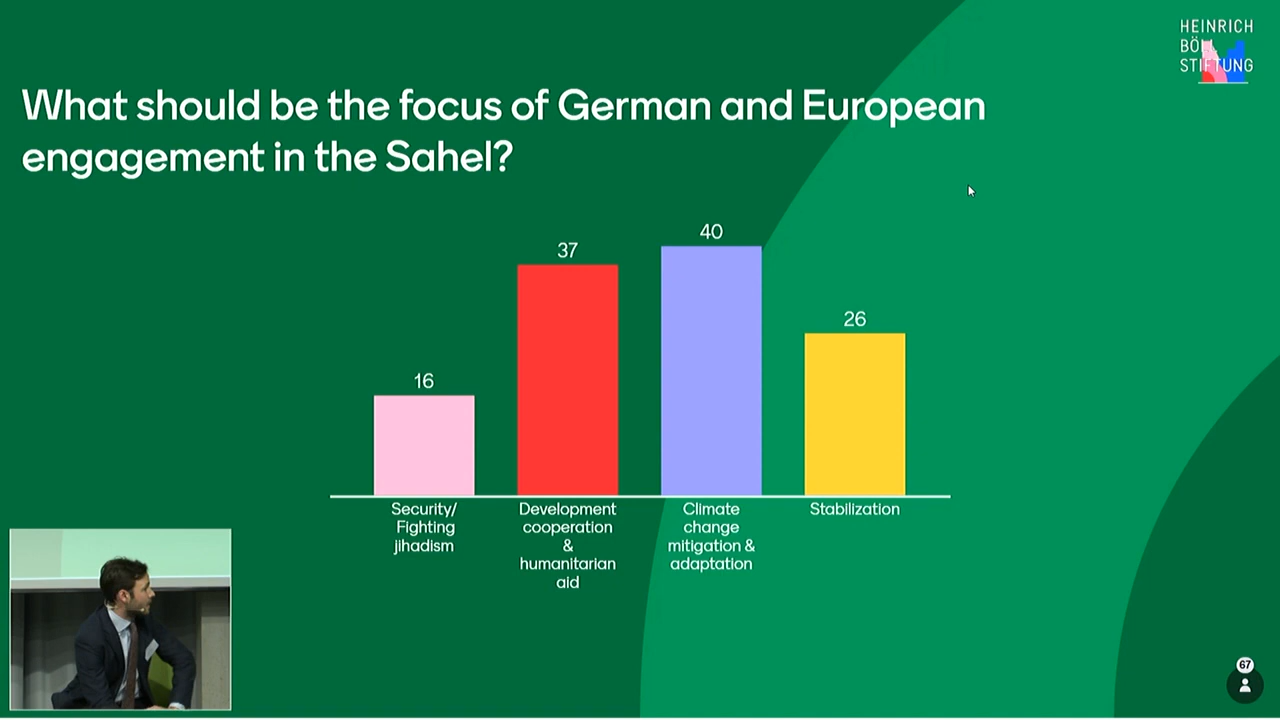 HEINRICH
BÖLL
STIFTUNG
What should be the focus of German and European
engagement in the Sahel?
16
37
40
26
Security/
Fighting
jihadism
Development
cooperation
&
humanitarian
aid
Climate
change
mitigation &
adaptation
Stabilization
67